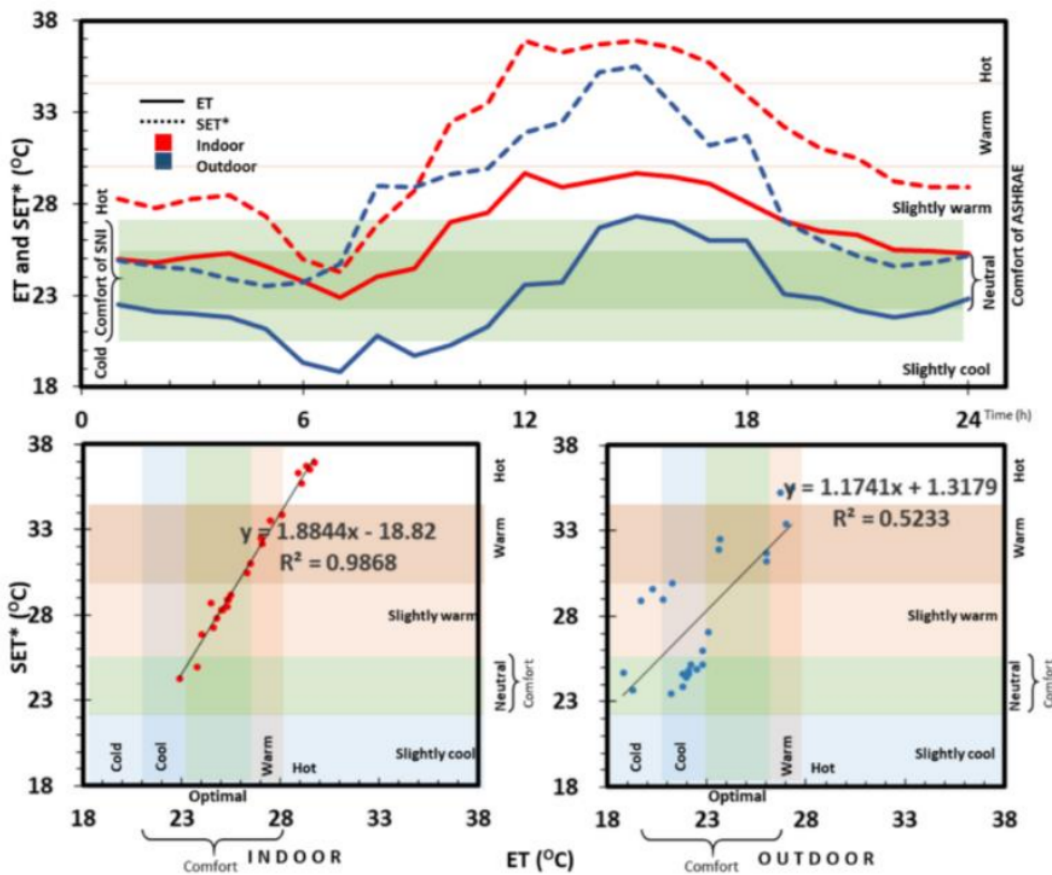 38
33
28
23
18
ET and SET* (°C)
ET
SET*
Indoor
Outdoor
Hot
Comfort of SNI
Cold
Hot
Warm
Slightly warm
Neutral
Slightly cool
Comfort of ASHRAE
0 6 12 18 24 Time (h)
38
33
28
23
18
SET* (°C)
y = 1.8844x - 18.82
R² = 0.9868
Hot
Warm
Slightly warm
Neutral
Comfort
Slightly cool
Cold
Cool
Warm
Hot
Optimal
18 23 28 33 38
Comfort
INDOOR
38
33
28
23
18
y = 1.1741x + 1.3179
R² = 0.5233
Hot
Warm
Slightly warm
Neutral
Comfort
Slightly cool
Cold
Cool
Warm
Hot
Optimal
18 23 28 33 38
Comfort
OUTDOOR
ET (°C)